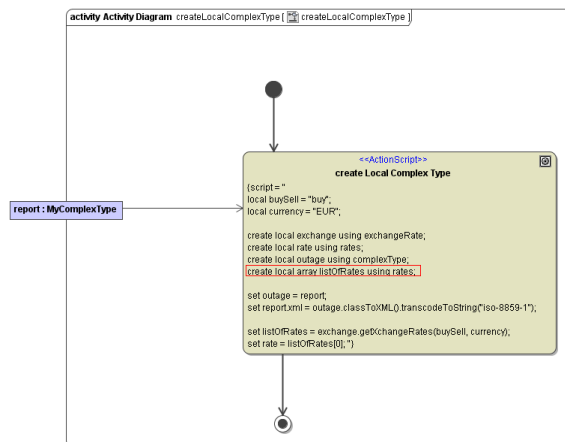 activity Activity Diagram createLocalComplexType [ createLocalComplexType ]
<<ActionScript>>
create Local Complex Type
{script = "
local buySell = "buy";
local currency = "EUR";
create local exchange using exchangeRate;
create local rate using rates;
create local outage using complexType;
create local array listOfRates using rates;
set outage = report;
set report.xml = outage.classToXML().transcodeToString("iso-8859-1");
set listOfRates = exchange.getXchangeRates(buySell, currency);
set rate = listOfRates[0]; "}
report : MyComplexType